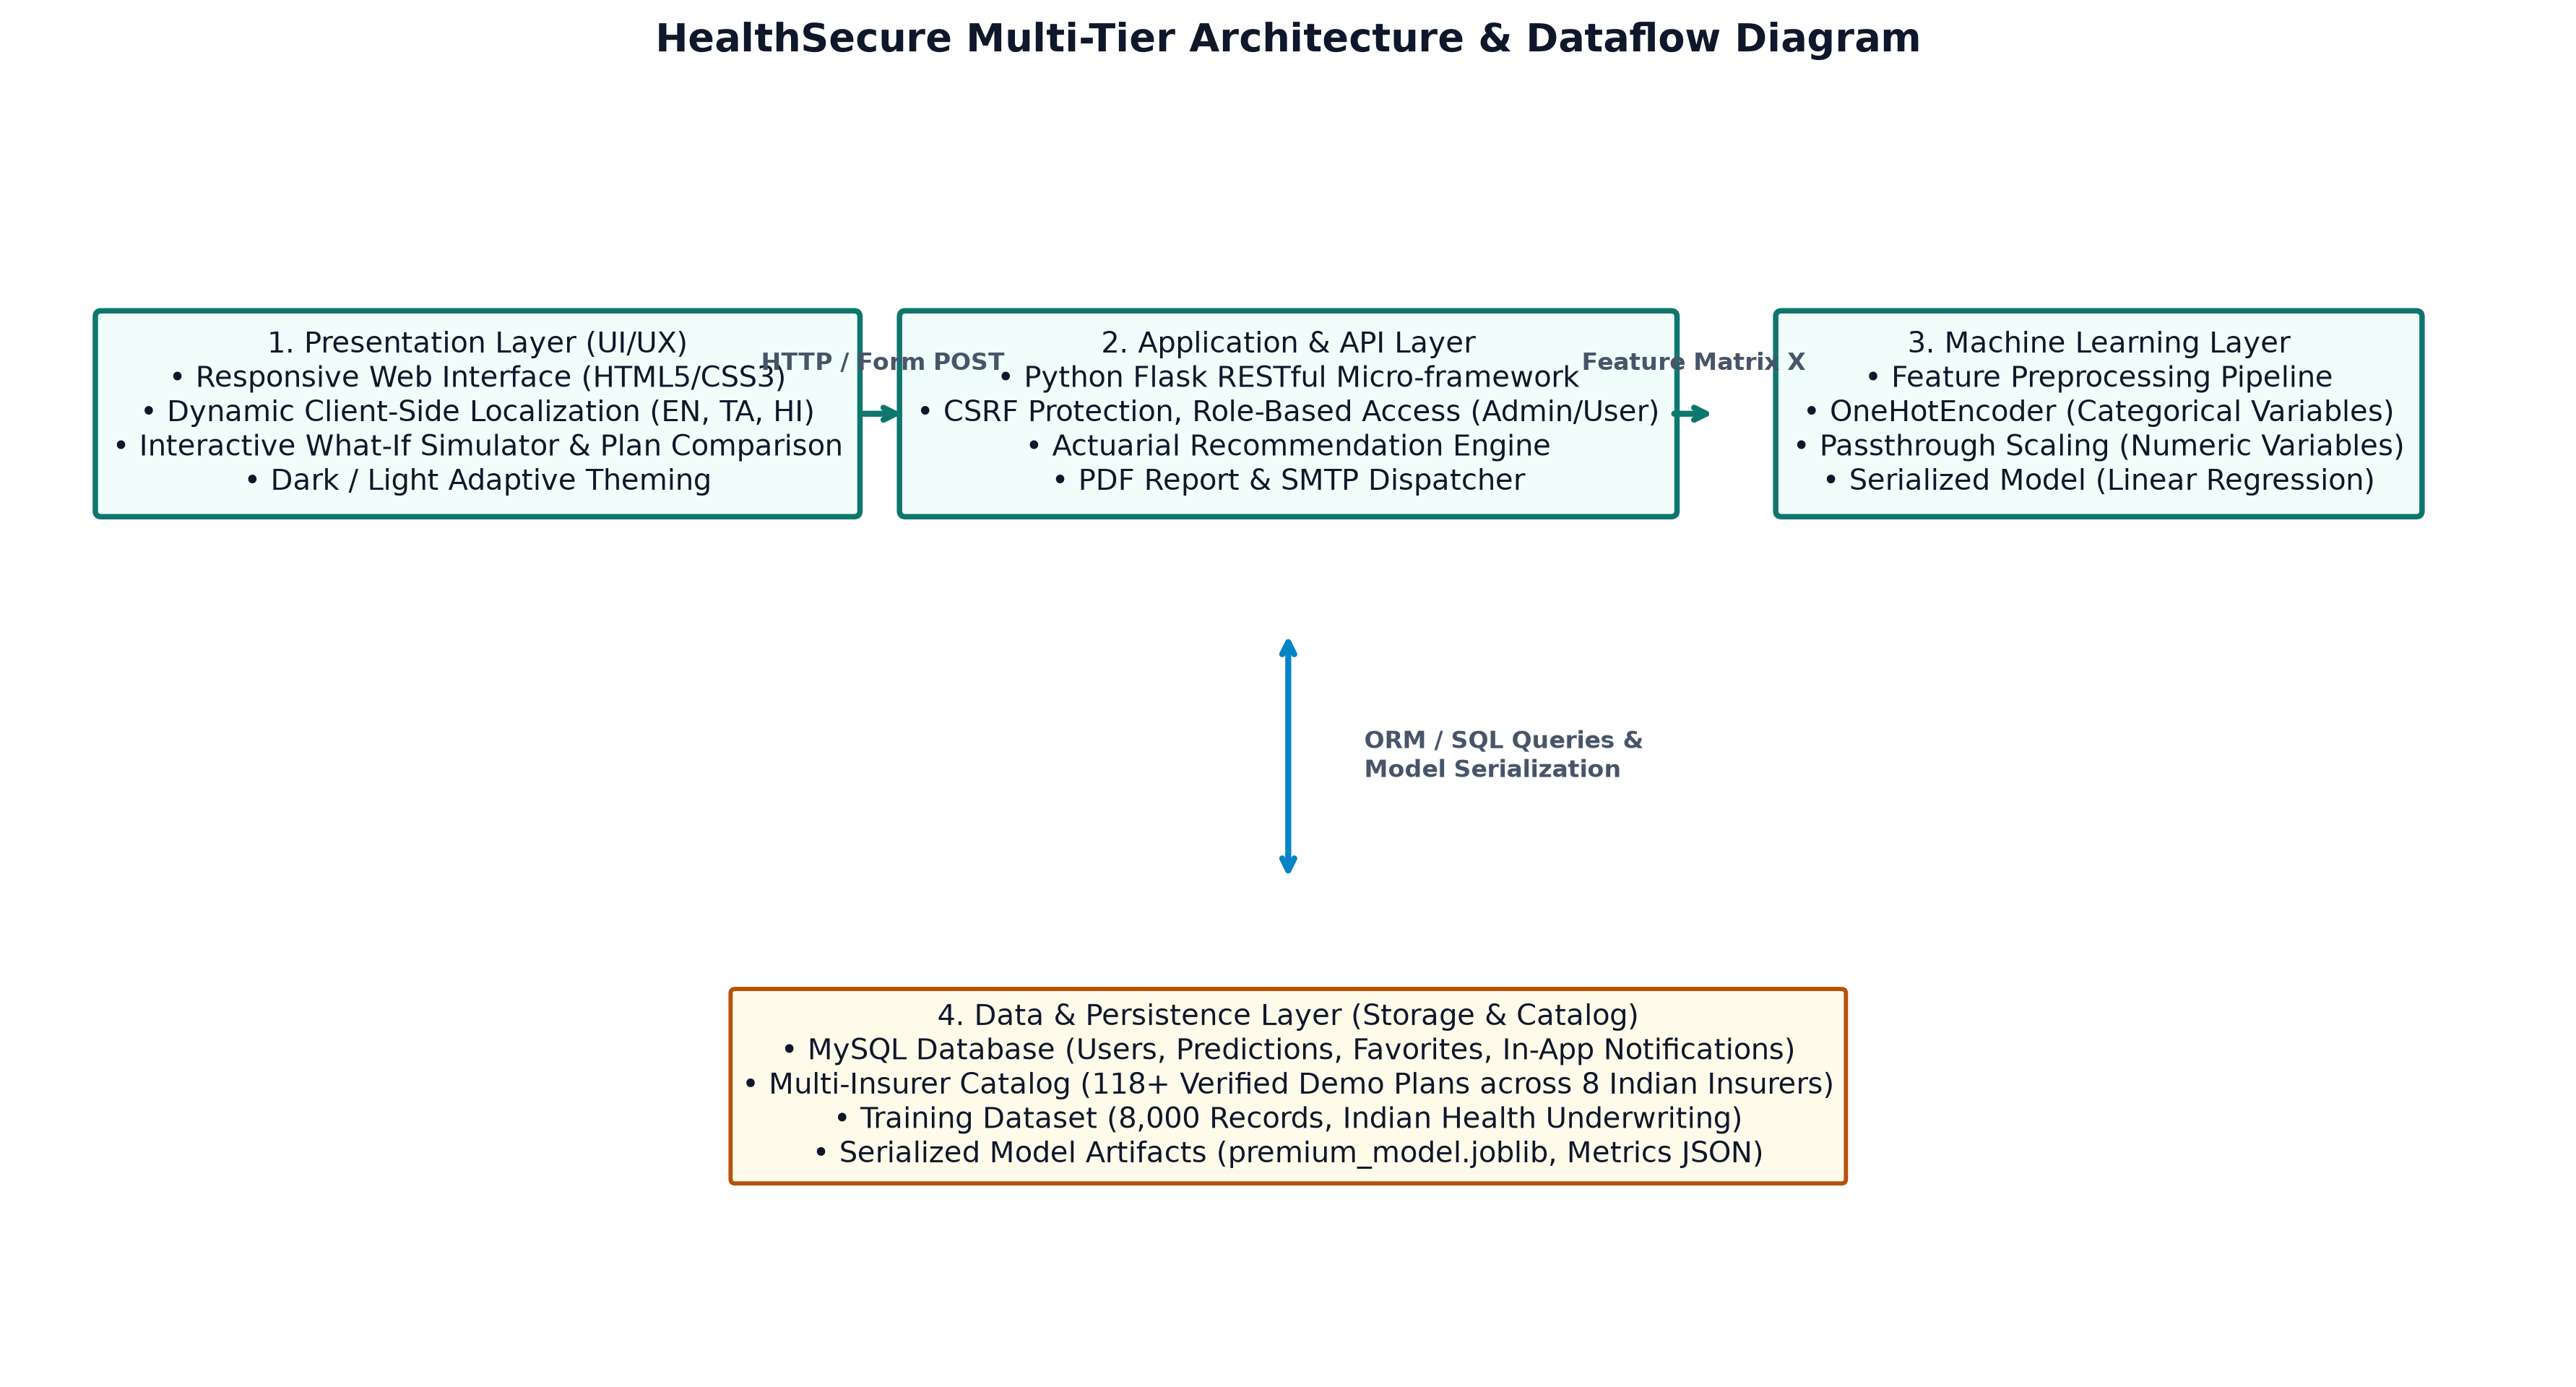 HealthSecure Multi-Tier Architecture & Dataflow Diagram
1. Presentation Layer (UI/UX)
• Responsive Web Interface (HTML5/CSS3)
• Dynamic Client-Side Localization (EN, TA, HI)
• Interactive What-If Simulator & Plan Comparison
• Dark / Light Adaptive Theming
HTTP / Form POST
2. Application & API Layer
• Python Flask RESTful Micro-framework
• CSRF Protection, Role-Based Access (Admin/User)
• Actuarial Recommendation Engine
• PDF Report & SMTP Dispatcher
Feature Matrix X
3. Machine Learning Layer
• Feature Preprocessing Pipeline
• OneHotEncoder (Categorical Variables)
• Passthrough Scaling (Numeric Variables)
• Serialized Model (Linear Regression)
ORM / SQL Queries &
Model Serialization
4. Data & Persistence Layer (Storage & Catalog)
• MySQL Database (Users, Predictions, Favorites, In-App Notifications)
• Multi-Insurer Catalog (118+ Verified Demo Plans across 8 Indian Insurers)
• Training Dataset (8,000 Records, Indian Health Underwriting)
• Serialized Model Artifacts (premium_model.joblib, Metrics JSON)